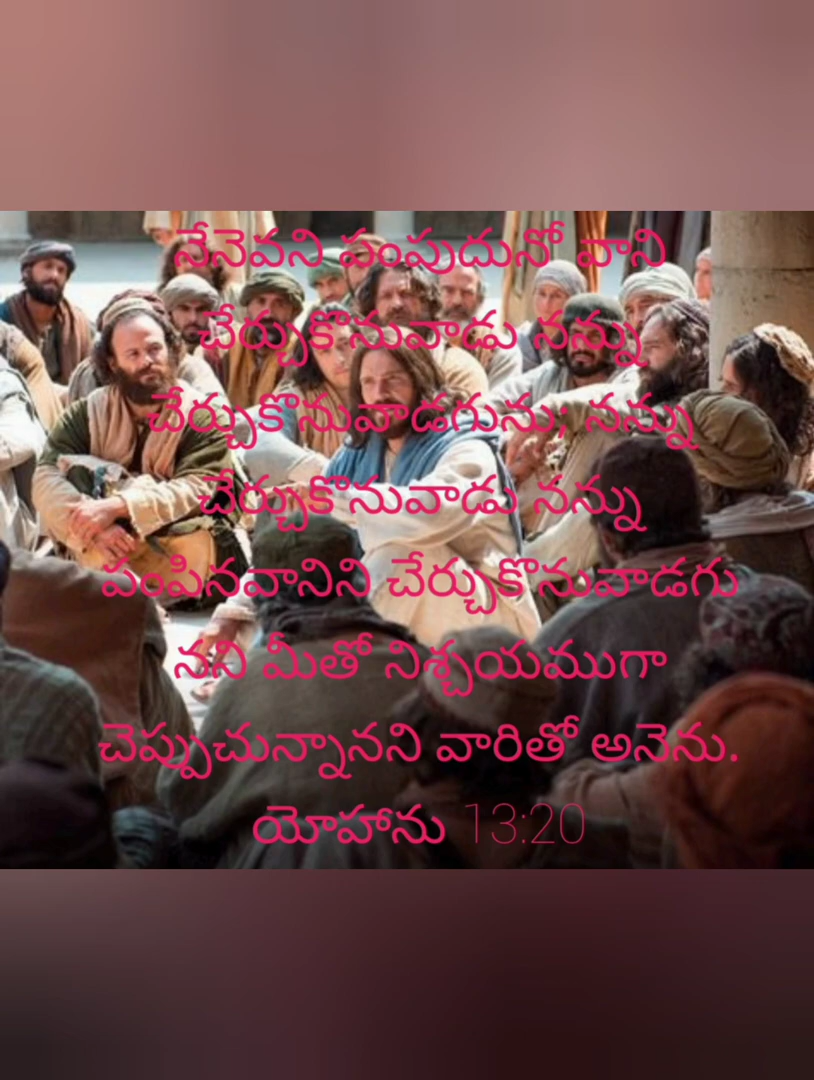 నేనెవని పంపుదునో వాని
చేర్చుకొనువాడు నన్ను
చేర్చుకొనువాడగును; నన్ను
చేర్చుకొనువాడు నన్ను
పంపినవానిని చేర్చుకొనువాడగు
నని మీతో నిశ్చయముగా
చెప్పుచున్నానని వారితో అనెను.
యోహాను 13:20